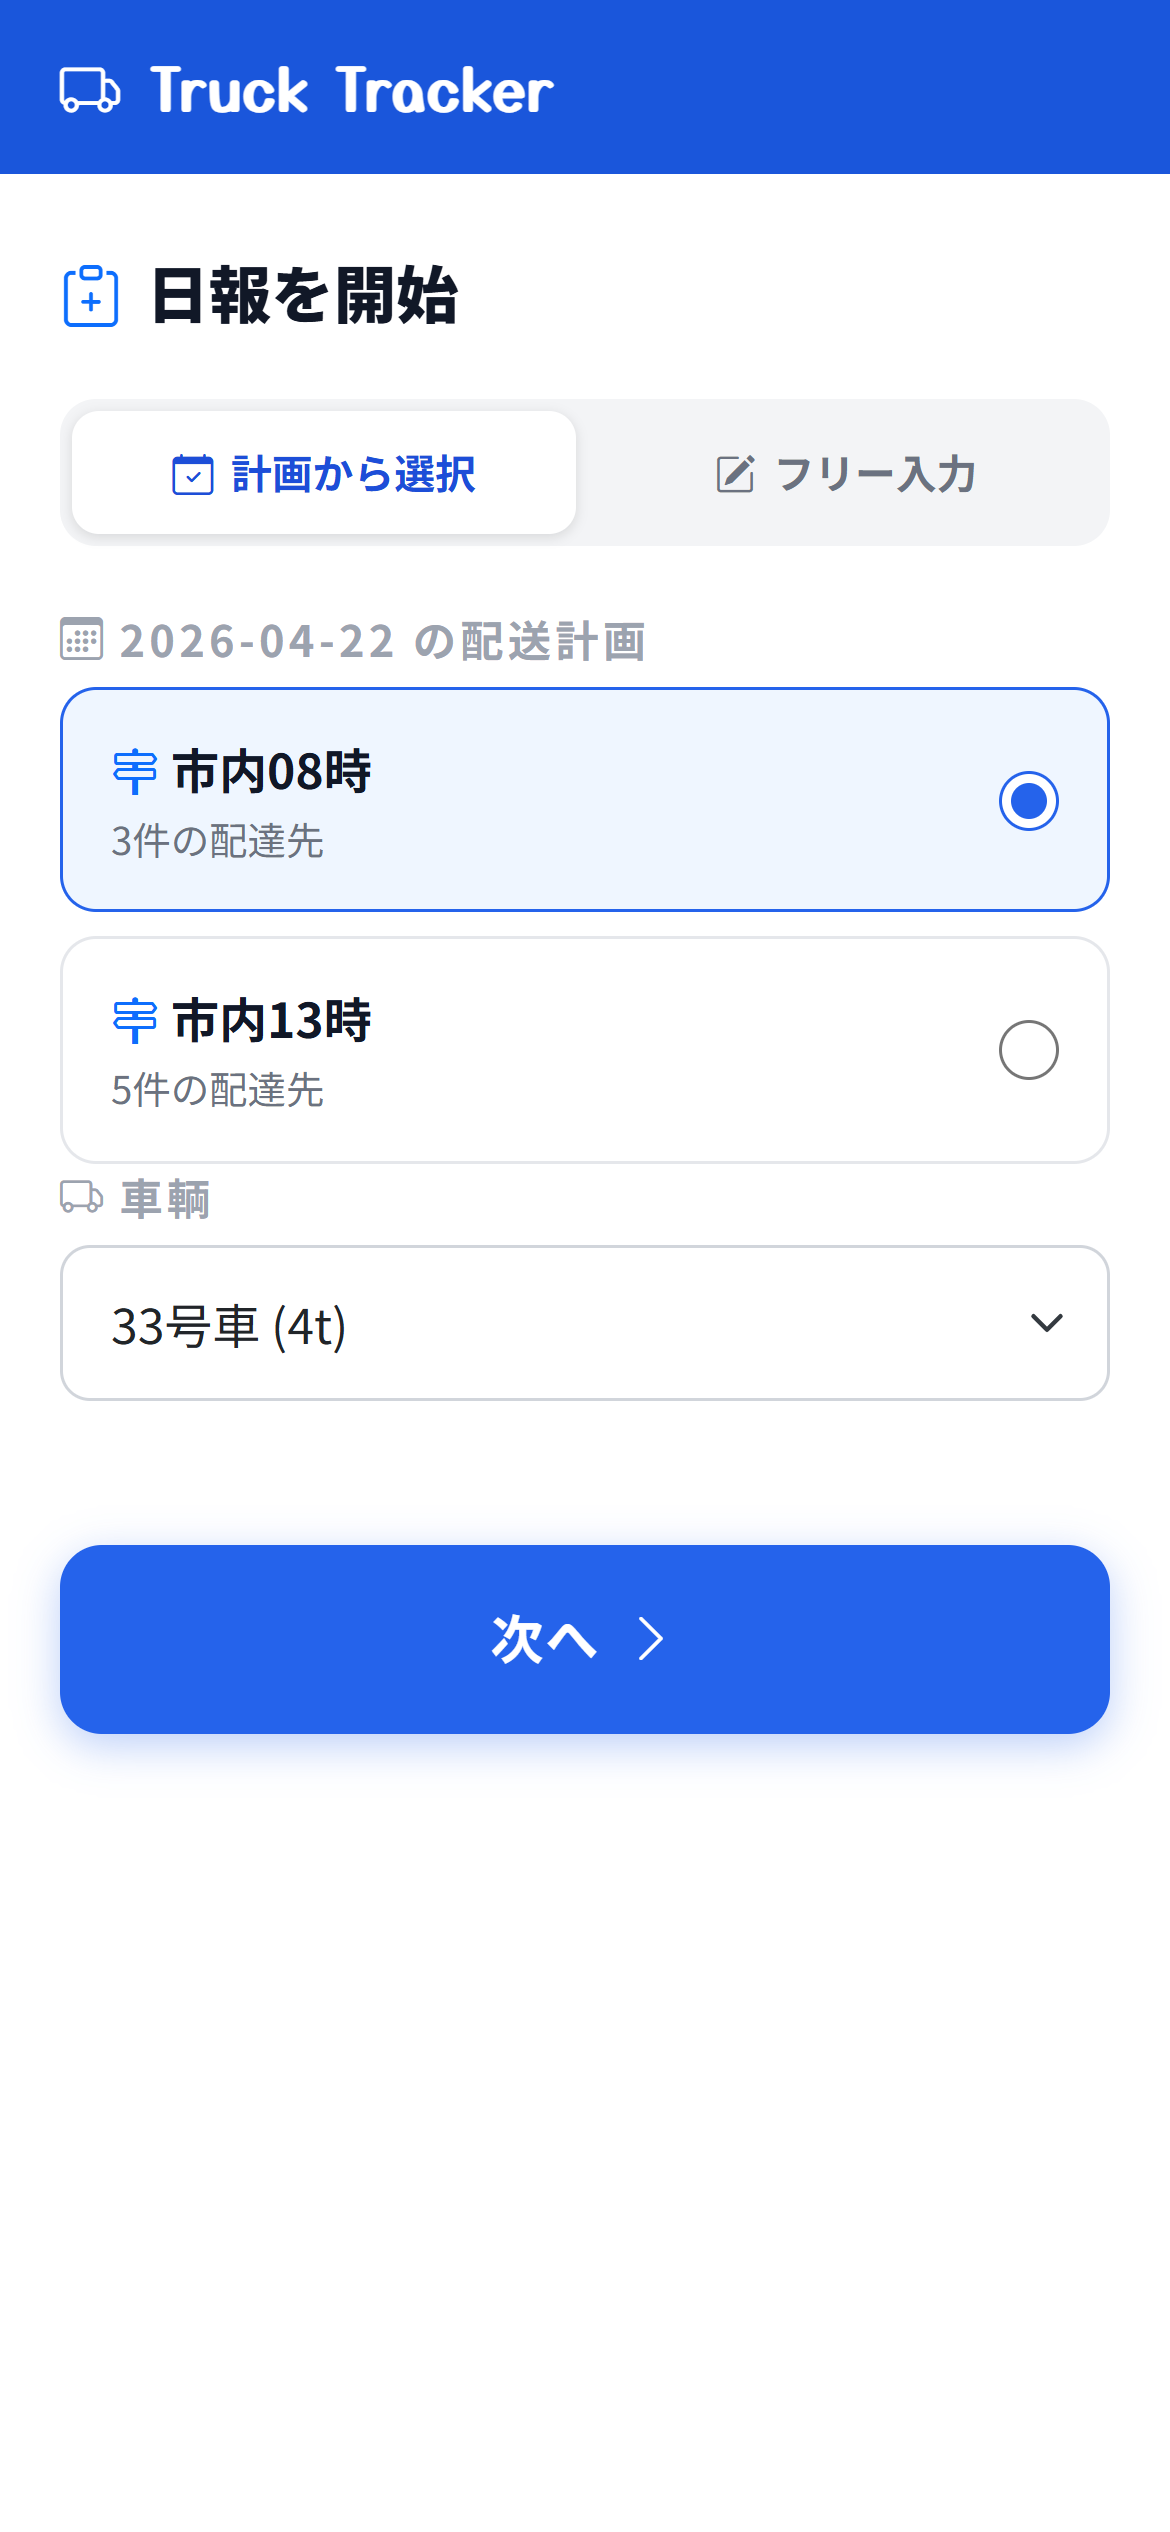 Truck Tracker
日報を開始
計画から選択
フリー入力
2026-04-22 の配送計画
市内08時
3件の配達先
市内13時
5件の配達先
車輌
33号車 (4t)
次へ